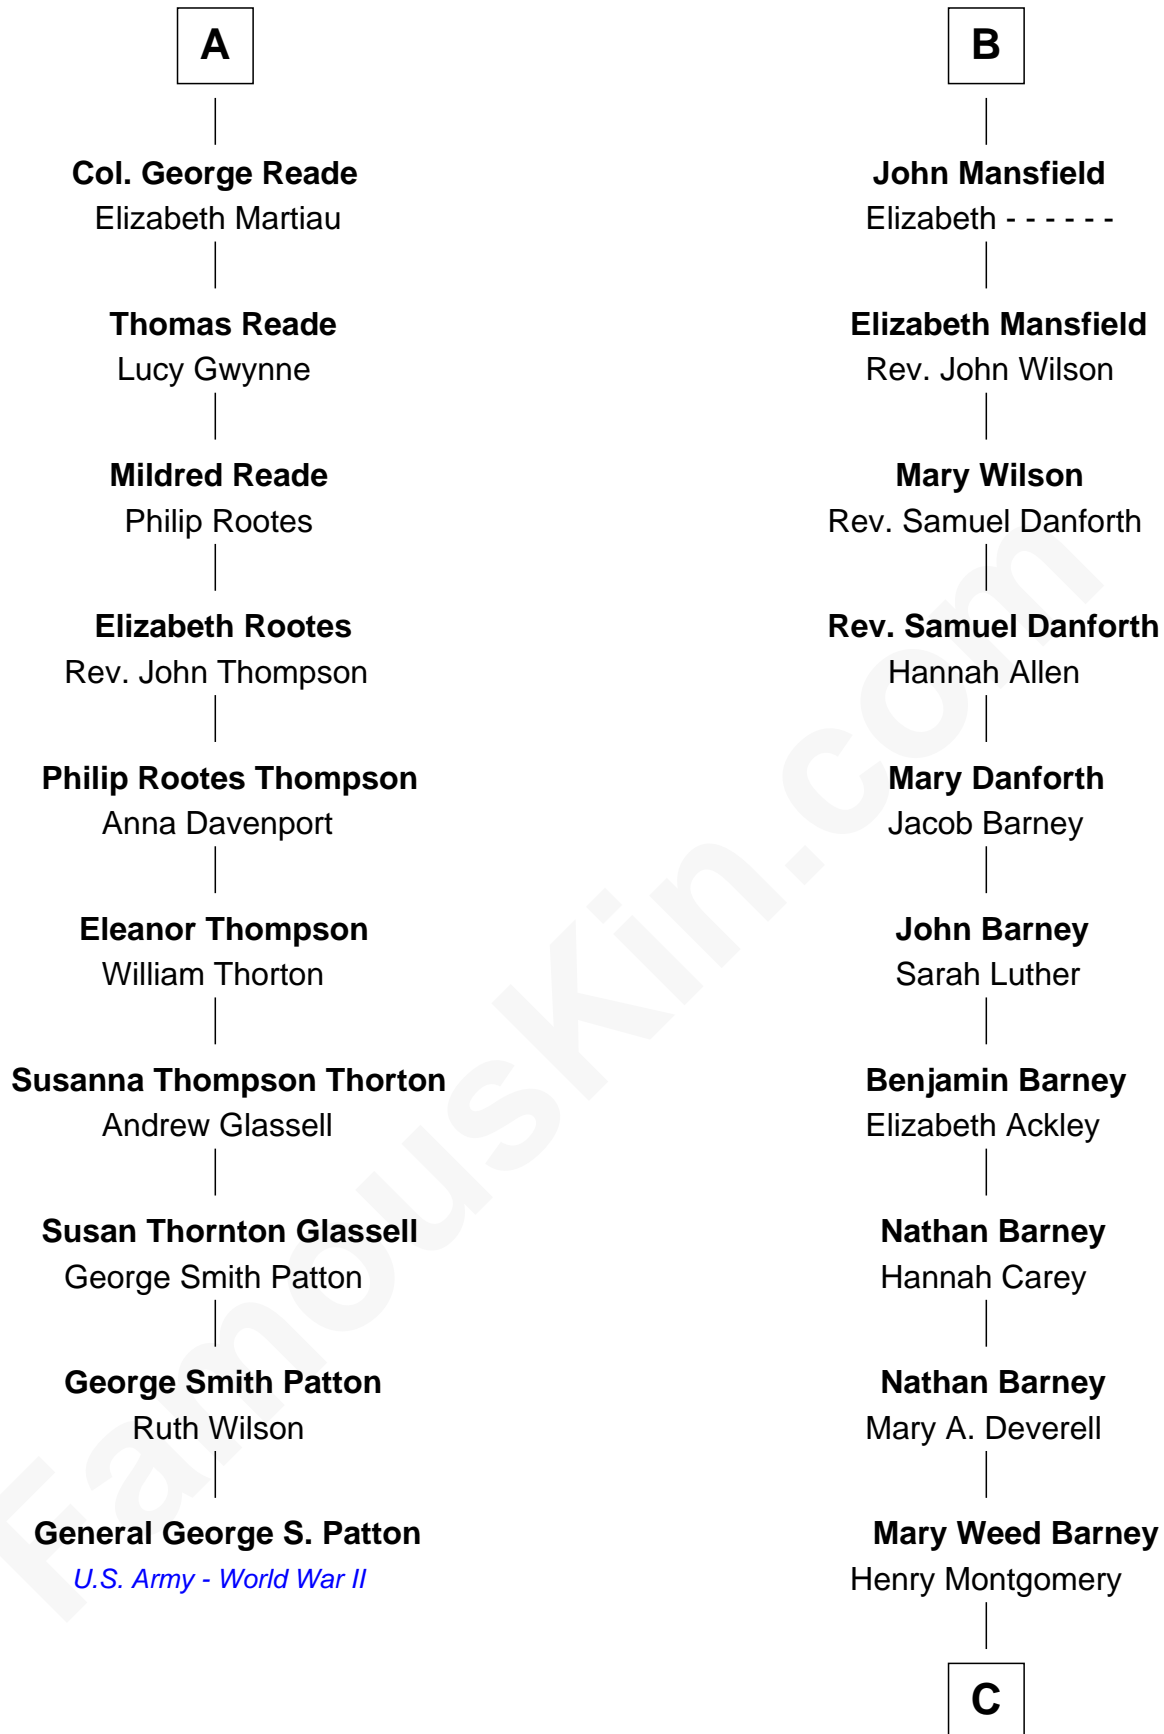 A
Col. George Reade
Elizabeth Martiau
Thomas Reade
Lucy Gwynne
Mildred Reade
Philip Rootes
Elizabeth Rootes
Rev. John Thompson
Philip Rootes Thompson
Anna Davenport
Eleanor Thompson
William Thorton
Susanna Thompson Thorton
Andrew Glassell
Susan Thornton Glassell
George Smith Patton
George Smith Patton
Ruth Wilson
General George S. Patton
U.S. Army - World War II
B
John Mansfield
Elizabeth - - - - - -
Elizabeth Mansfield
Rev. John Wilson
Mary Wilson
Rev. Samuel Danforth
Rev. Samuel Danforth
Hannah Allen
Mary Danforth
Jacob Barney
John Barney
Sarah Luther
Benjamin Barney
Elizabeth Ackley
Nathan Barney
Hannah Carey
Nathan Barney
Mary A. Deverell
Mary Weed Barney
Henry Montgomery
C
FamousKin.com